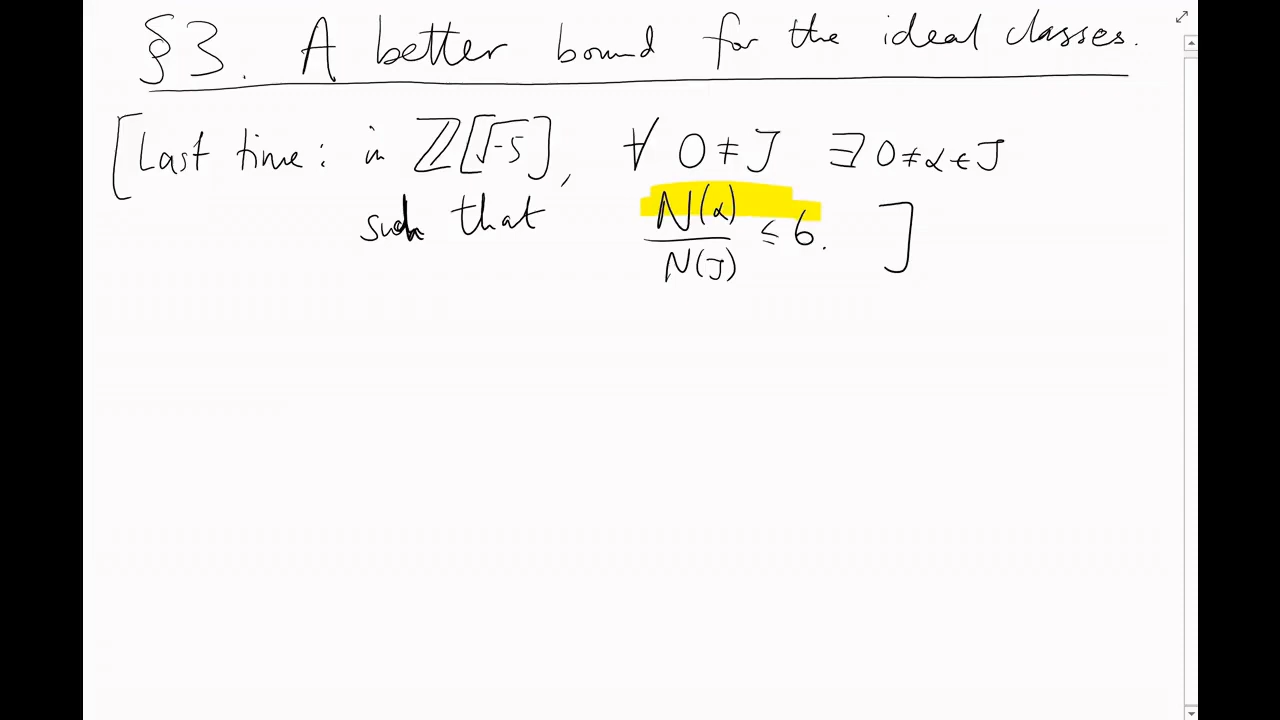 §3. A better bound for the ideal classes.
[Last time: in ℤ[√-5], ∀ 0≠J ∃ 0≠α∈J
such that N(α)/N(J) ≤ 6. ]